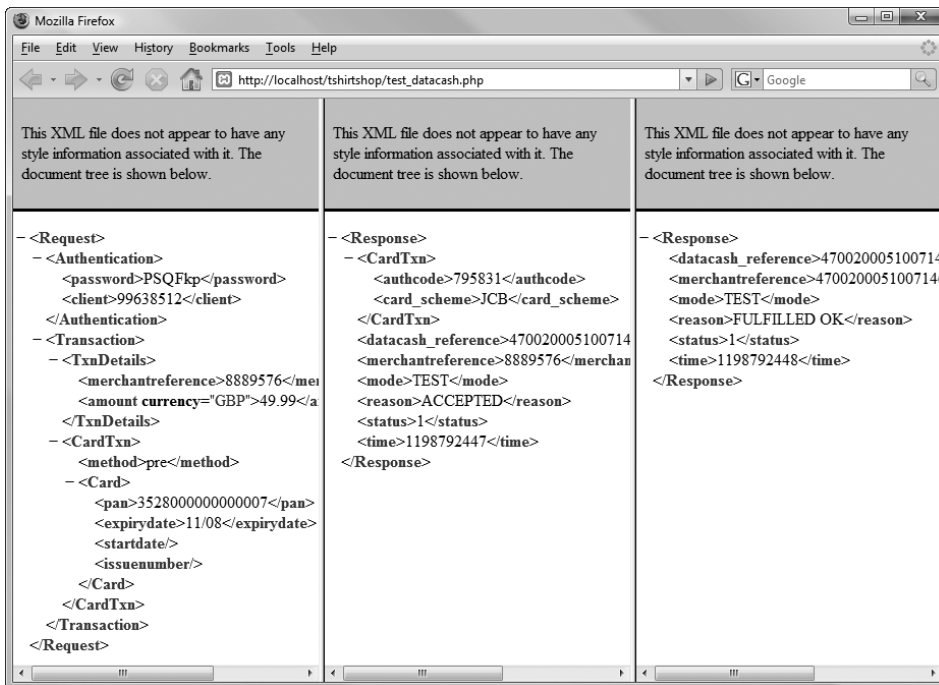 Mozilla Firefox
File Edit View History Bookmarks Tools Help
http://localhost/tshirtshop/test_datacash.php
G Google
This XML file does not appear to have any
style information associated with it. The
document tree is shown below.
− <Request>
− <Authentication>
<password>PSQFkp</password>
<client>99638512</client>
</Authentication>
− <Transaction>
− <TxnDetails>
<merchantreference>8889576</mer
<amount currency="GBP">49.99</a
</TxnDetails>
− <CardTxn>
<method>pre</method>
− <Card>
<pan>3528000000000007</pan>
<expirydate>11/08</expirydate>
<startdate/>
<issuenumber/>
</Card>
</CardTxn>
</Transaction>
</Request>
This XML file does not appear to have any
style information associated with it. The
document tree is shown below.
− <Response>
− <CardTxn>
<authcode>795831</authcode>
<card_scheme>JCB</card_scheme>
</CardTxn>
<datacash_reference>470020005100714
<merchantreference>8889576</merchan
<mode>TEST</mode>
<reason>ACCEPTED</reason>
<status>1</status>
<time>1198792447</time>
</Response>
This XML file does not appear to have any
style information associated with it. The
document tree is shown below.
− <Response>
<datacash_reference>470020005100714
<merchantreference>470020005100714
<mode>TEST</mode>
<reason>FULFILLED OK</reason>
<status>1</status>
<time>1198792448</time>
</Response>